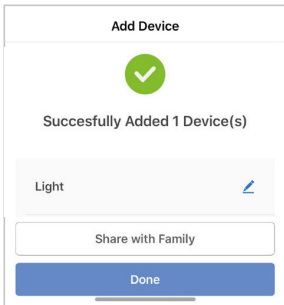 Add Device
Succesfully Added 1 Device(s)
Light
Share with Family
Done